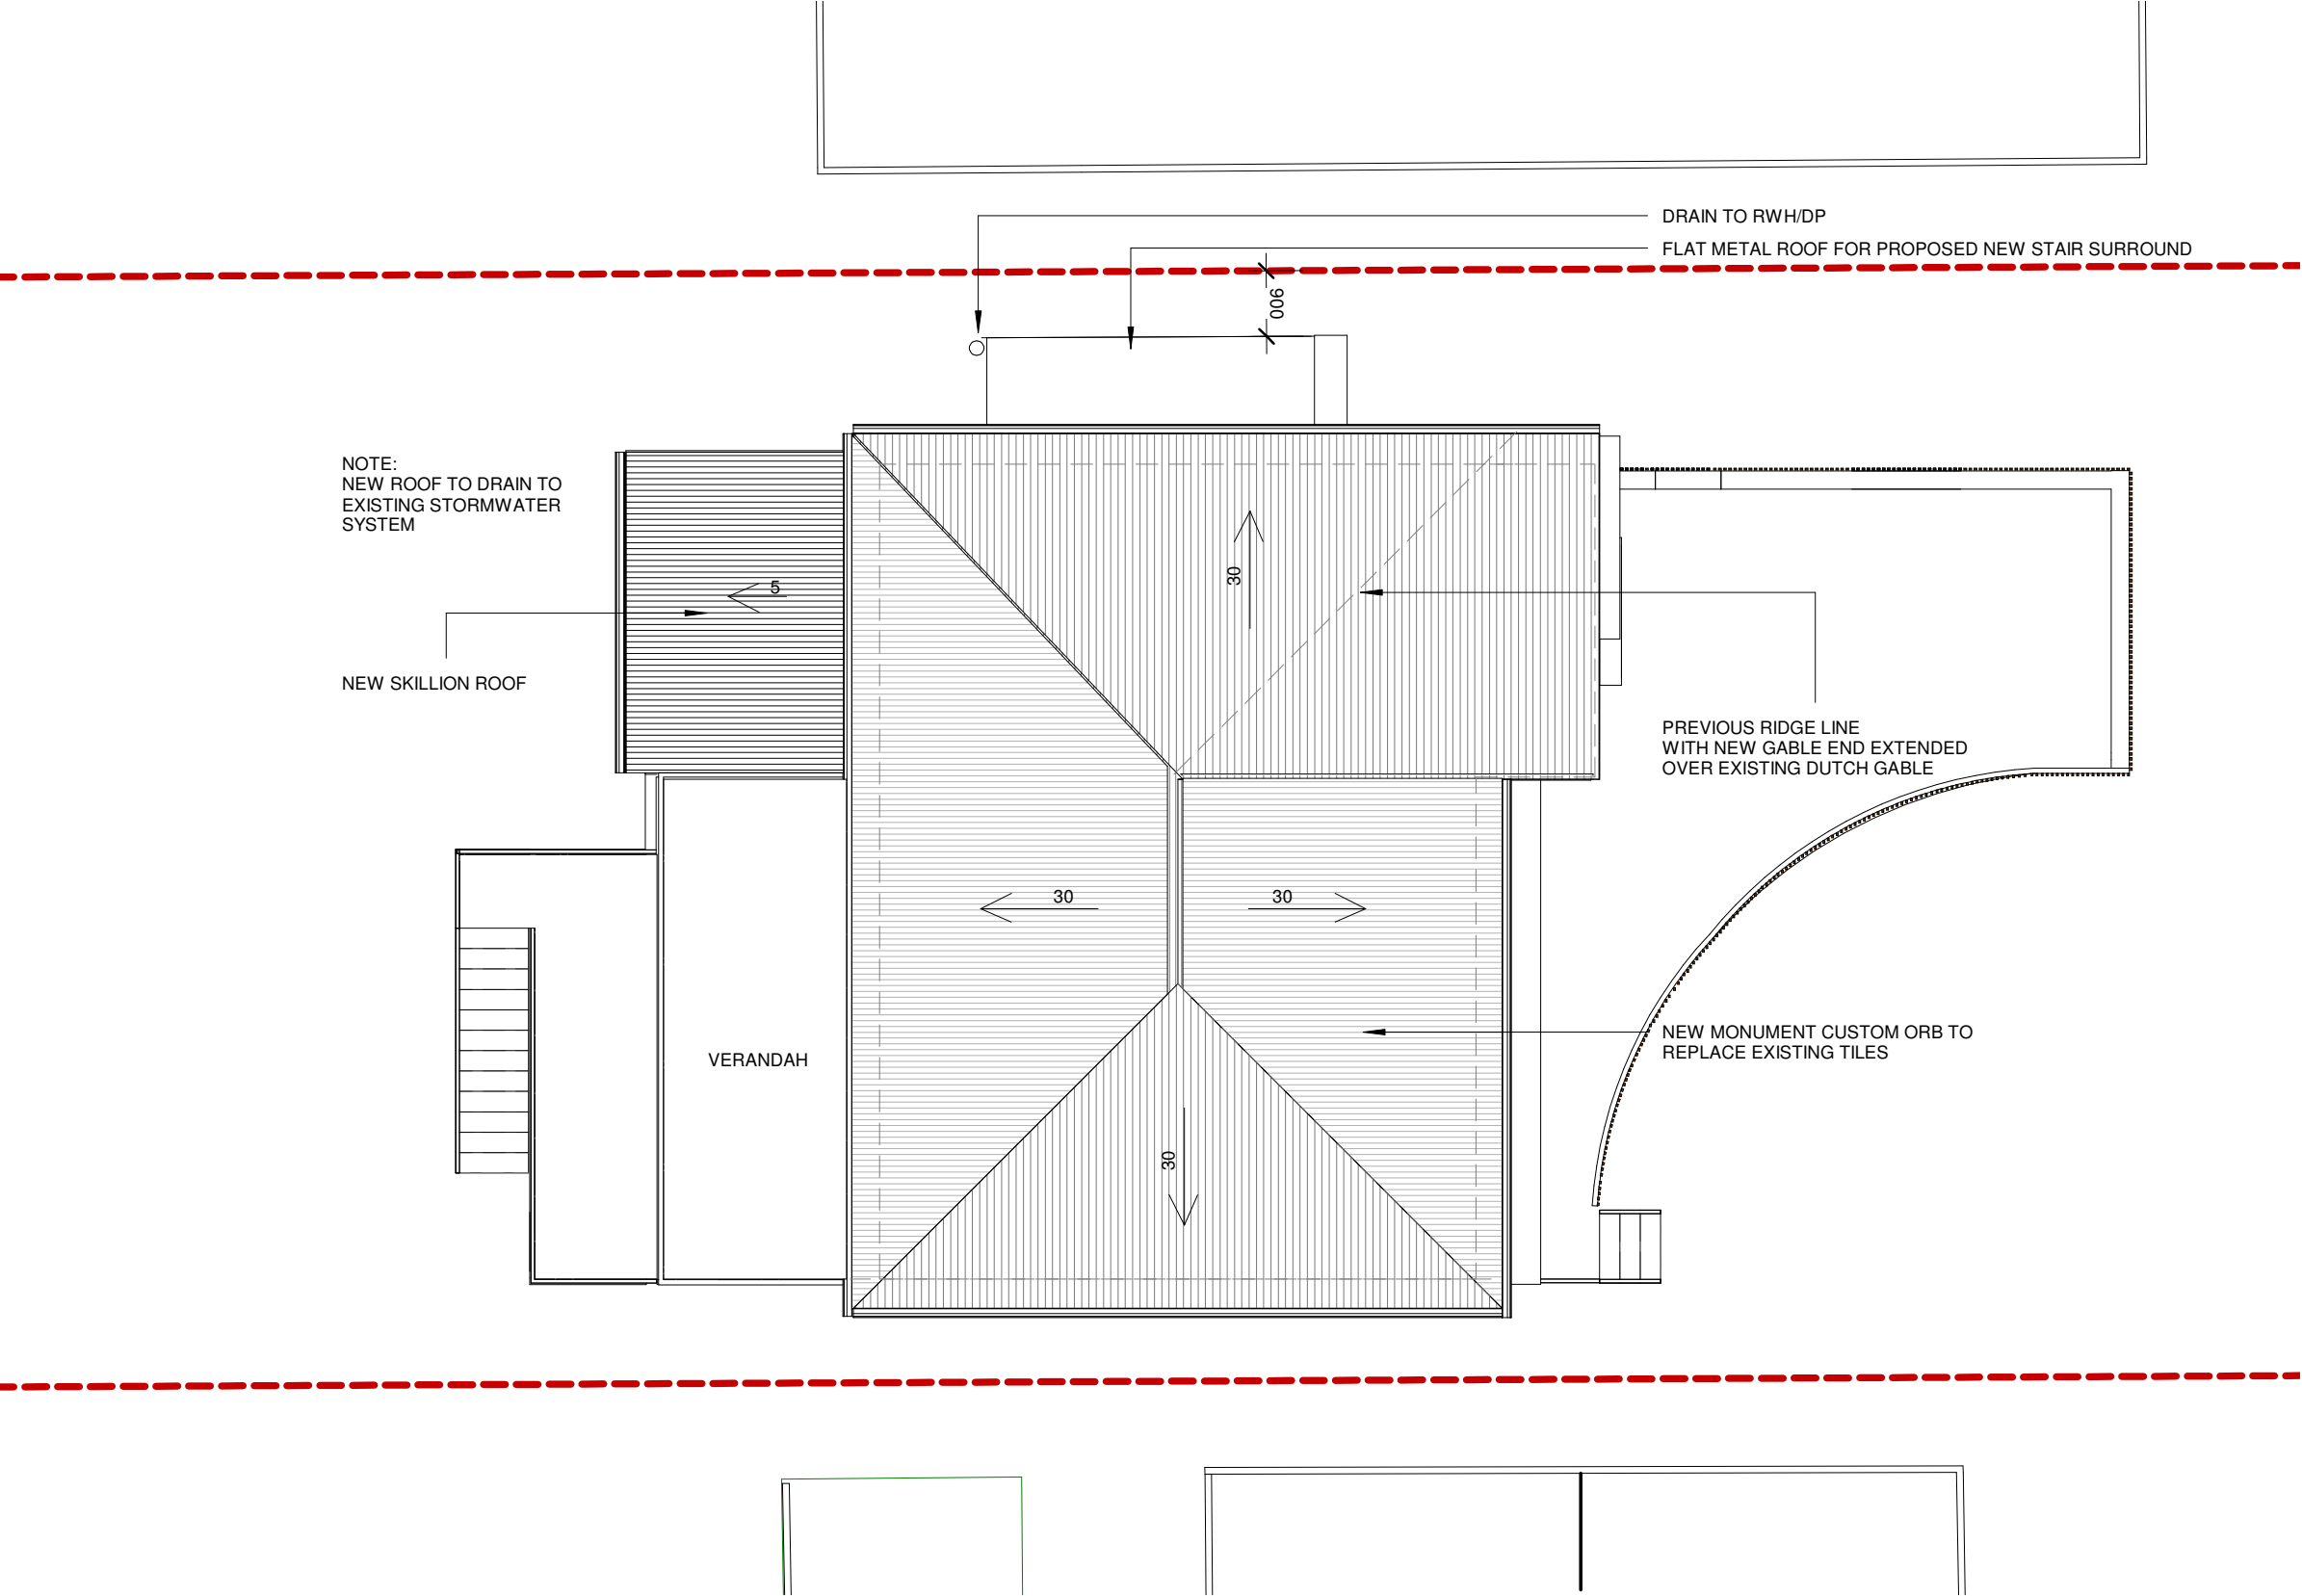 DRAIN TO RWH/DP
FLAT METAL ROOF FOR PROPOSED NEW STAIR SURROUND
900
NOTE:
NEW ROOF TO DRAIN TO
EXISTING STORMWATER
SYSTEM
5
30
NEW SKILLION ROOF
PREVIOUS RIDGE LINE
WITH NEW GABLE END EXTENDED
OVER EXISTING DUTCH GABLE
30
30
VERANDAH
NEW MONUMENT CUSTOM ORB TO
REPLACE EXISTING TILES
30